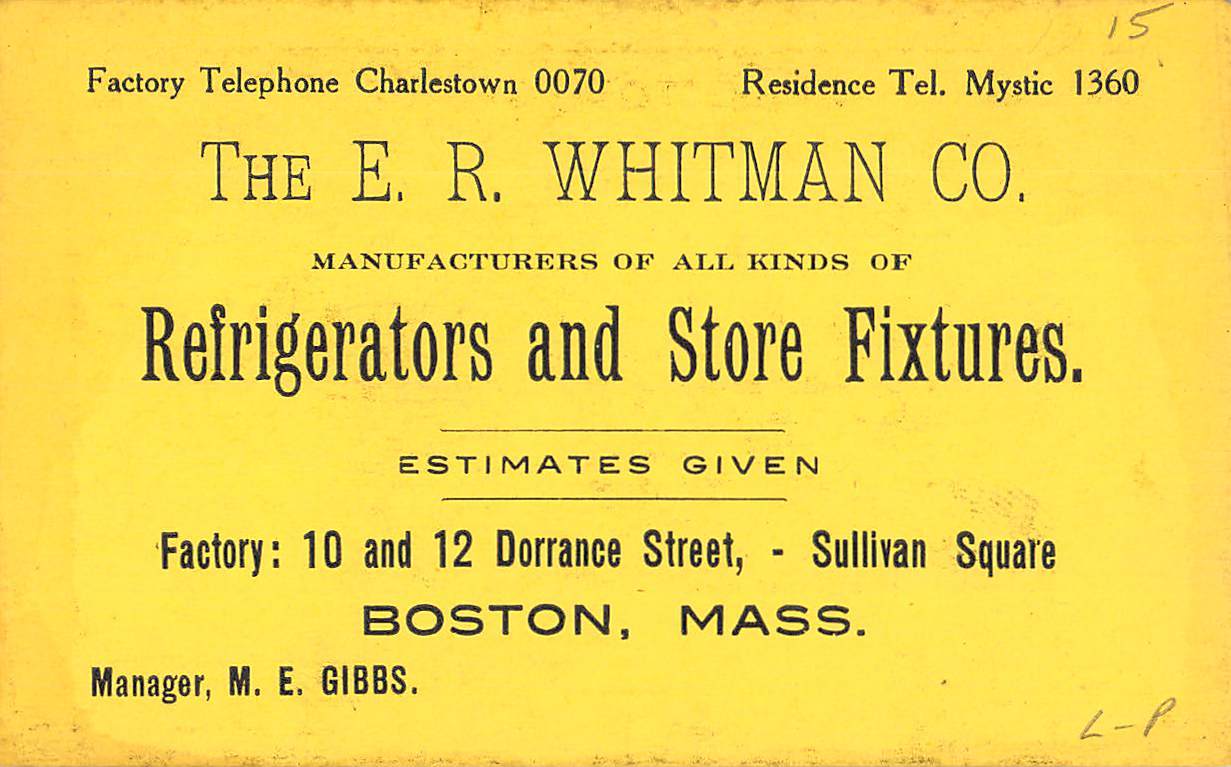 15
Factory Telephone Charlestown 0070 Residence Tel. Mystic 1360
THE E. R. WHITMAN CO.
MANUFACTURERS OF ALL KINDS OF
Refrigerators and Store Fixtures.
ESTIMATES GIVEN
Factory: 10 and 12 Dorrance Street, - Sullivan Square
BOSTON, MASS.
Manager, M. E. GIBBS.
L-P